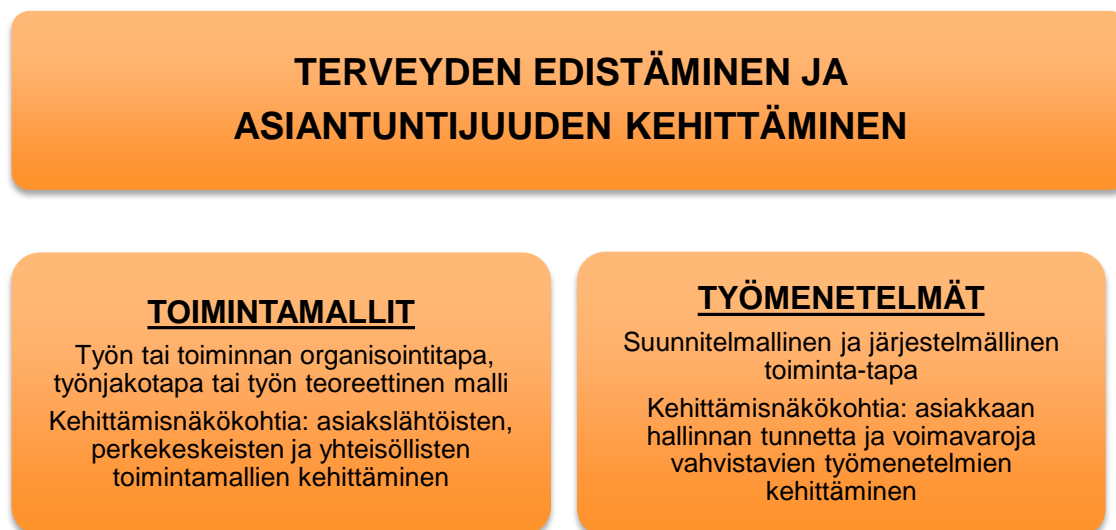 TERVEYDEN EDISTÄMINEN JA
ASIANTUNTIJUUDEN KEHITTÄMINEN
TOIMINTAMALLIT
Työn tai toiminnan organisointitapa,
työnjakotapa tai työn teoreettinen malli
Kehittämisnäkökohtia: asiakslähtöisten,
perkekeskeisten ja yhteisöllisten
toimintamallien kehittäminen
TYÖMENETELMÄT
Suunnitelmallinen ja järjestelmällinen
toiminta-tapa
Kehittämisnäkökohtia: asiakkaan
hallinnan tunnetta ja voimavaroja
vahvistavien työmenetelmien
kehittäminen